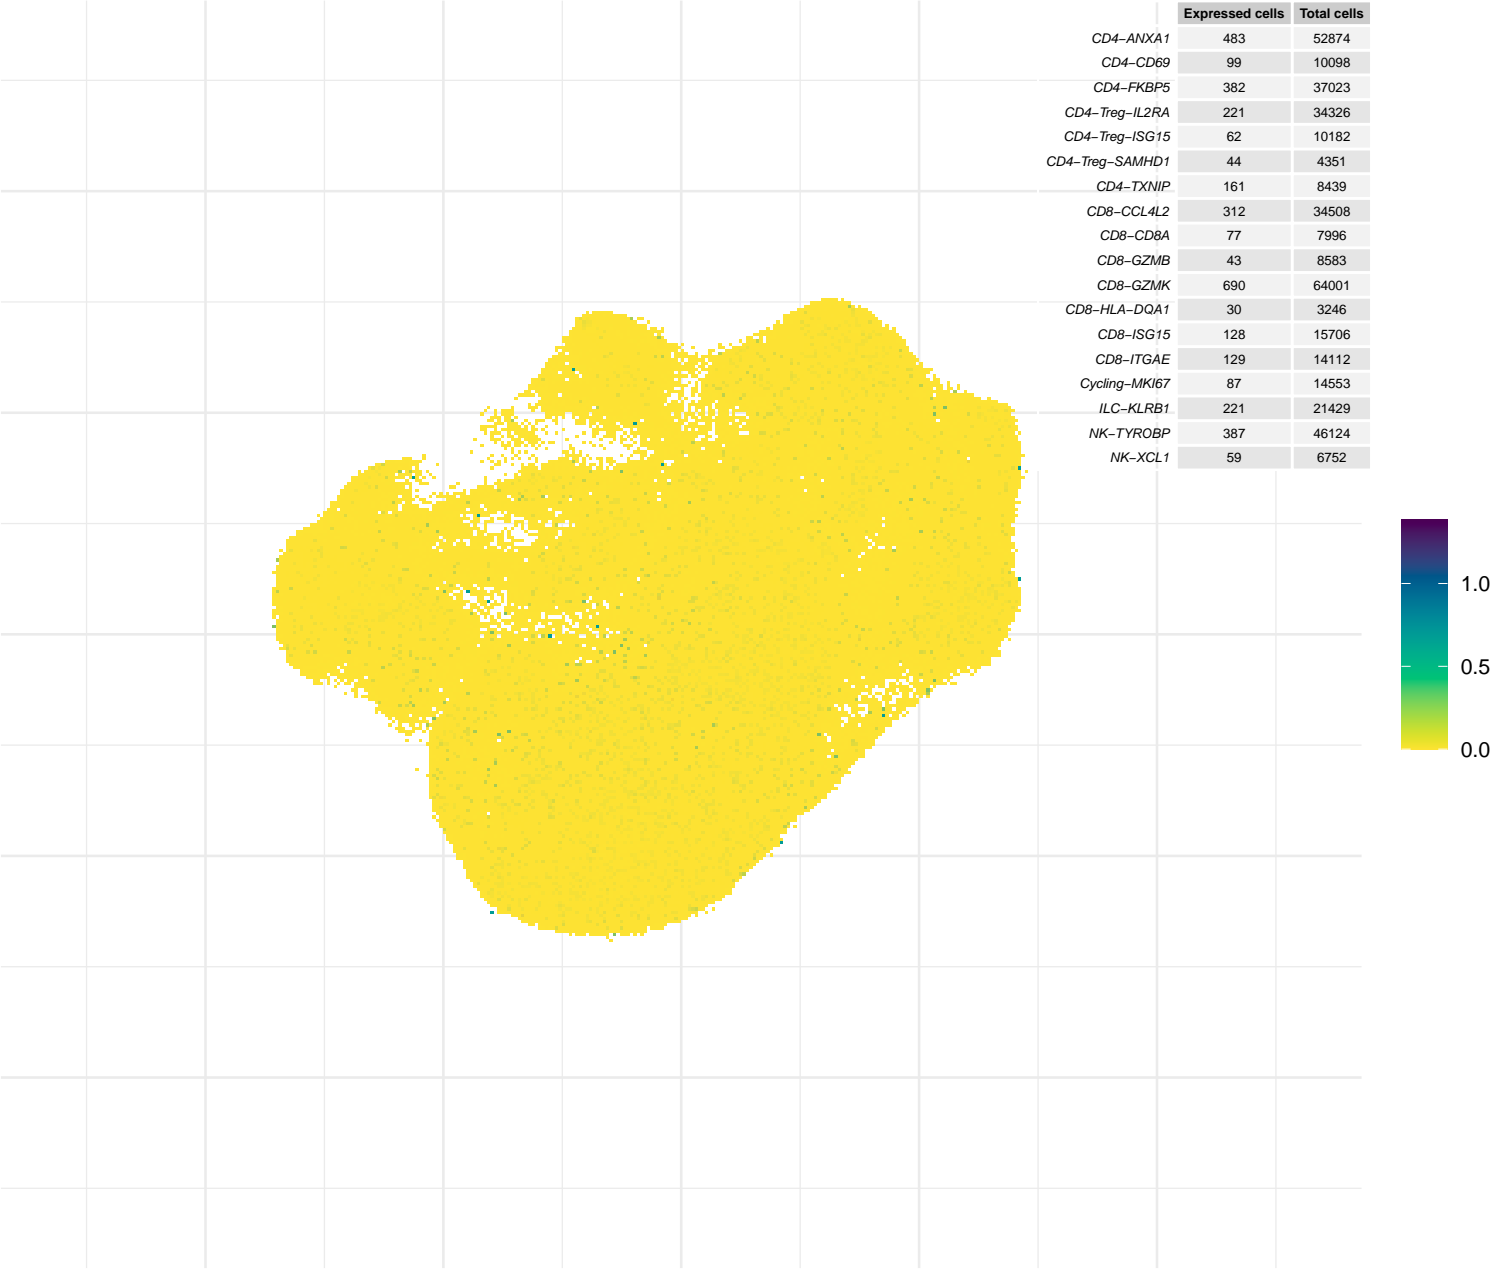 Expressed cells Total cells
CD4−ANXA1 483 52874
CD4−CD69 99 10098
CD4−FKBP5 382 37023
CD4−Treg−IL2RA 221 34326
CD4−Treg−ISG15 62 10182
CD4−Treg−SAMHD1 44 4351
CD4−TXNIP 161 8439
CD8−CCL4L2 312 34508
CD8−CD8A 77 7996
CD8−GZMB 43 8583
CD8−GZMK 690 64001
CD8−HLA−DQA1 30 3246
CD8−ISG15 128 15706
CD8−ITGAE 129 14112
Cycling−MKI67 87 14553
ILC−KLRB1 221 21429
NK−TYROBP 387 46124
NK−XCL1 59 6752
1.0
0.5
0.0